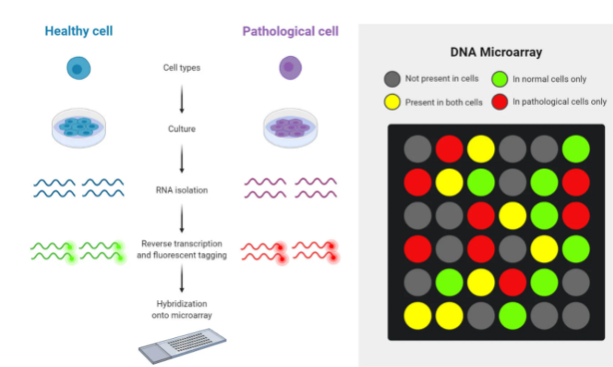 Healthy cell
Pathological cell
Cell types
Culture
RNA isolation
Reverse transcription
and fluorescent tagging
Hybridization
onto microarray
DNA Microarray
Not present in cells
In normal cells only
Present in both cells
In pathological cells only